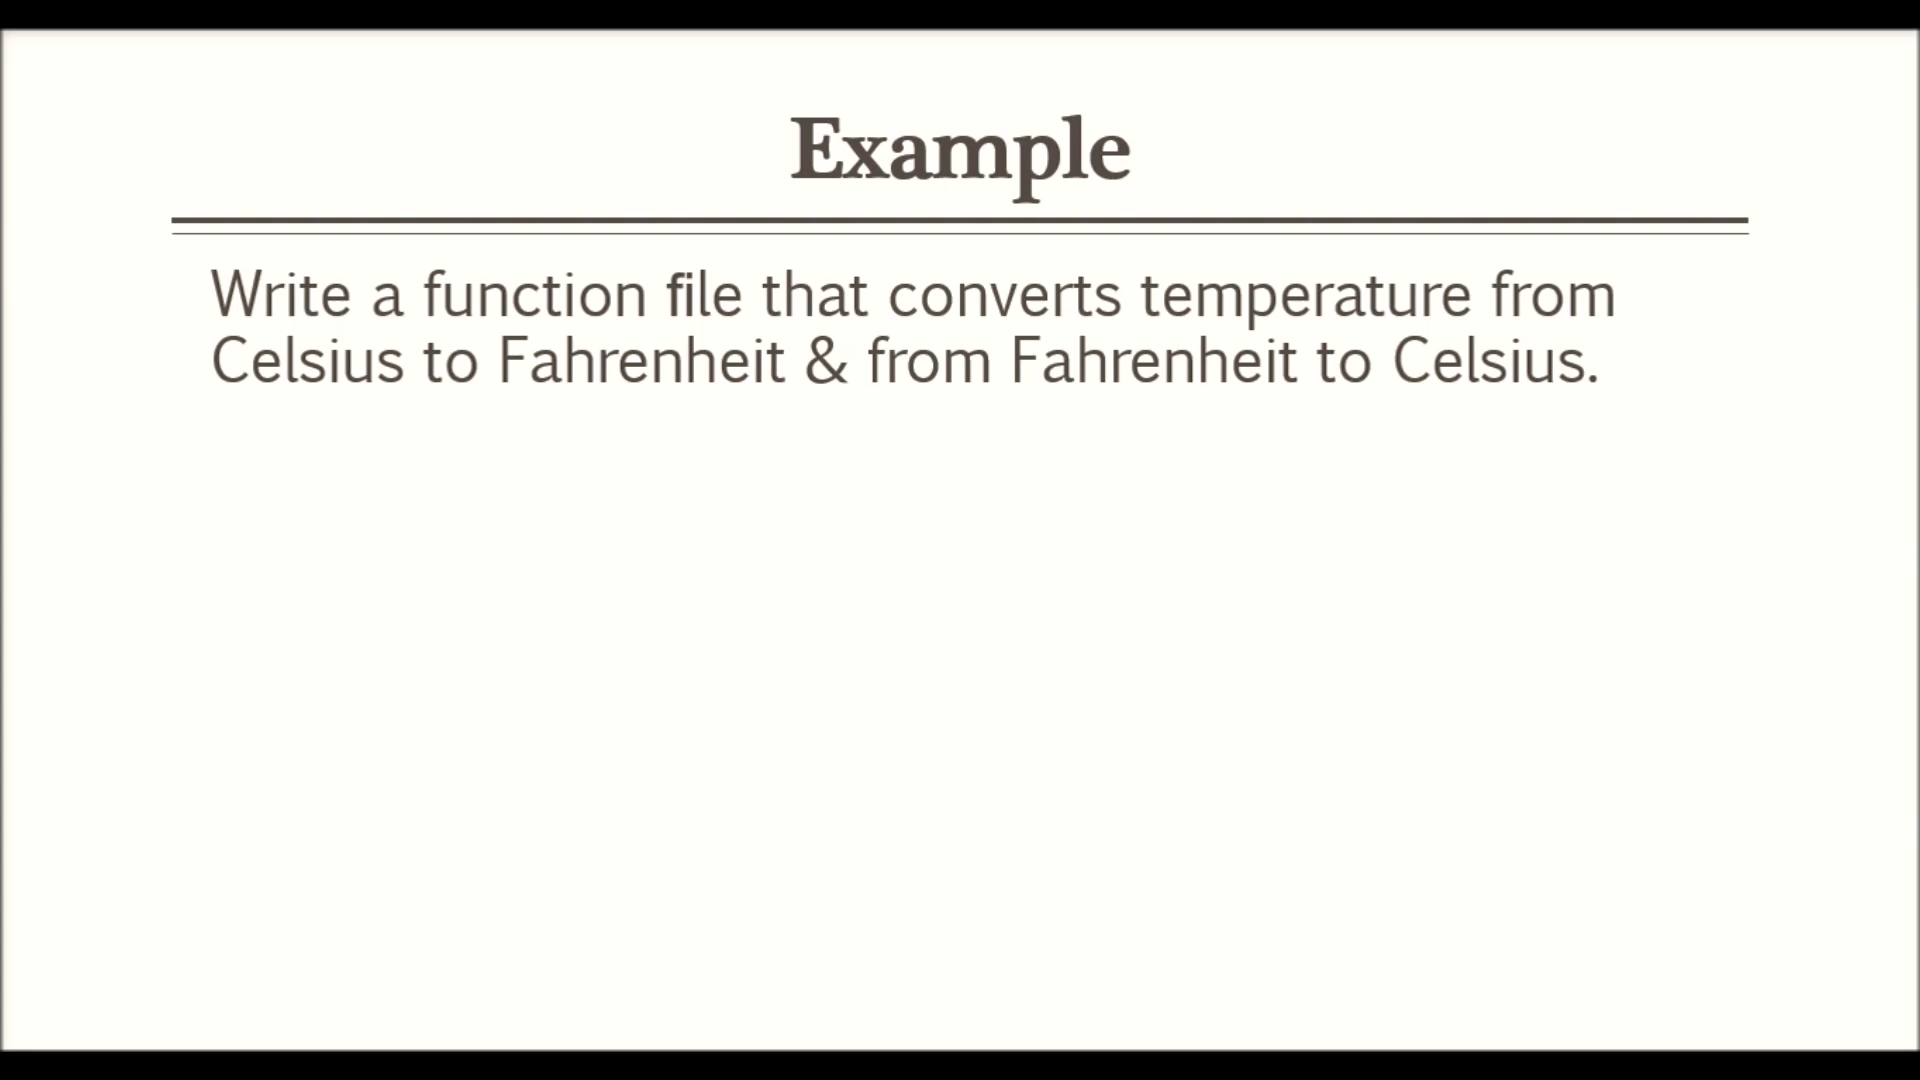 Example
Write a function file that converts temperature from
Celsius to Fahrenheit & from Fahrenheit to Celsius.